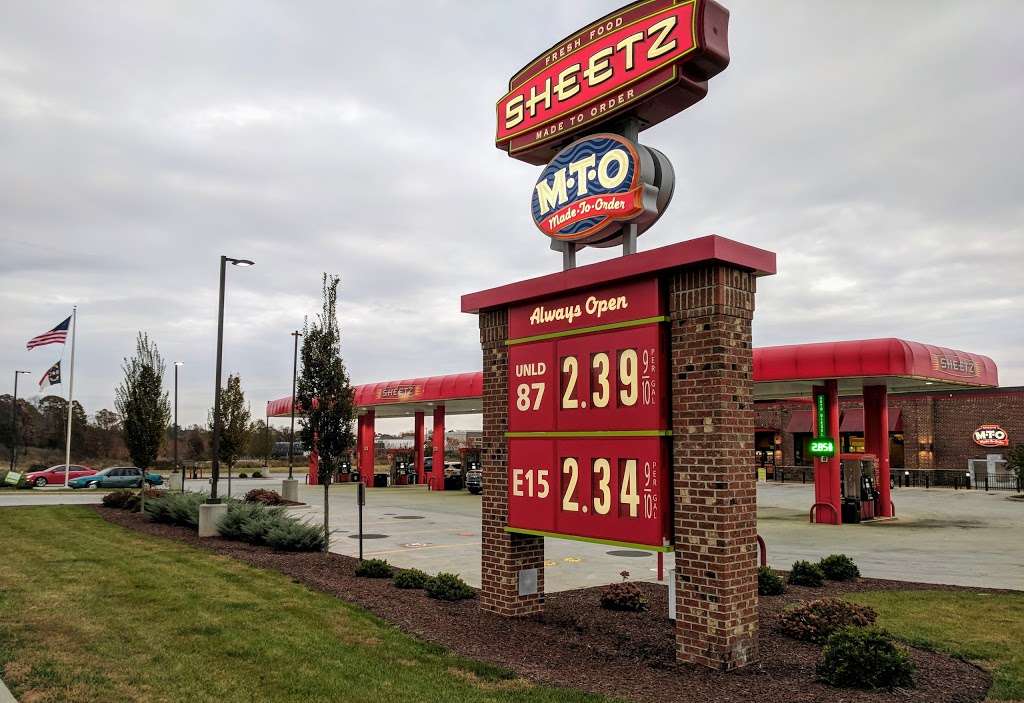 FRESH FOOD
SHEETZ
MADE TO ORDER
M•T•O
Made-To-Order
Always Open
UNLD
87
2.39 9/10
PER GAL
E15
2.34 9/10
PER GAL
SHEETZ
SHEETZ
M•T•O